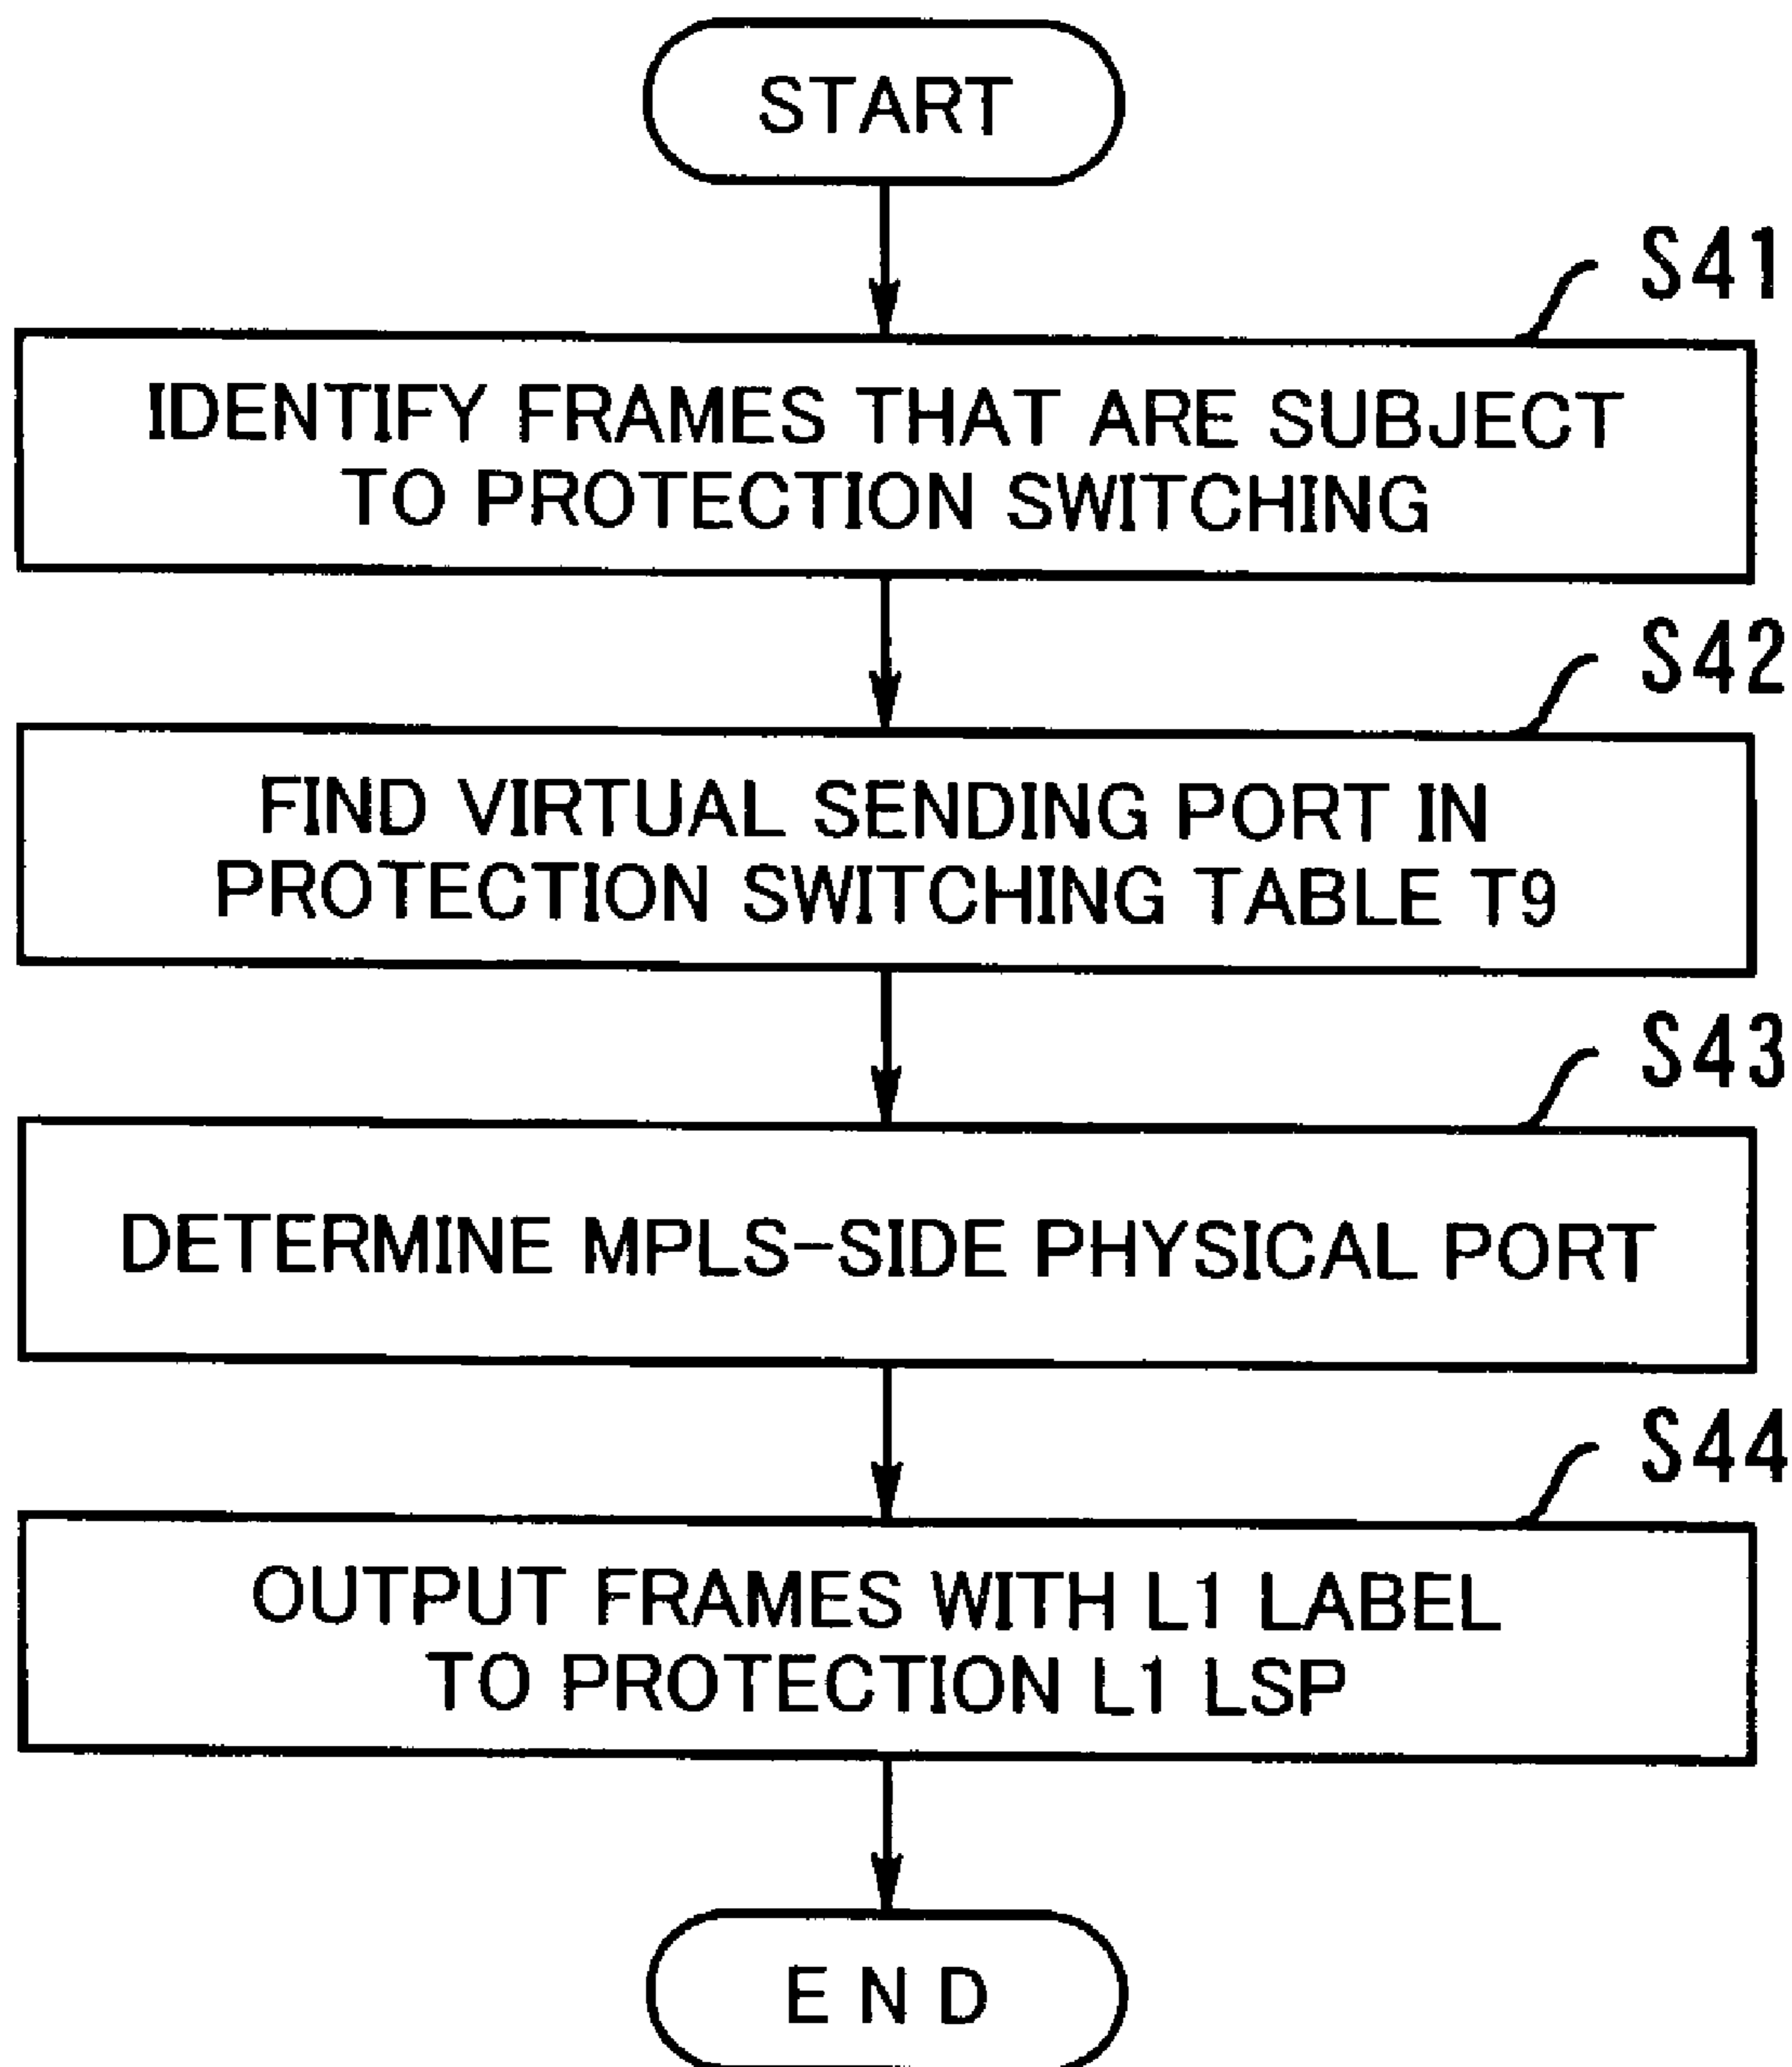 START
S41
IDENTIFY FRAMES THAT ARE SUBJECT
TO PROTECTION SWITCHING
S42
FIND VIRTUAL SENDING PORT IN
PROTECTION SWITCHING TABLE T9
S43
DETERMINE MPLS-SIDE PHYSICAL PORT
S44
OUTPUT FRAMES WITH L1 LABEL
TO PROTECTION L1 LSP
END